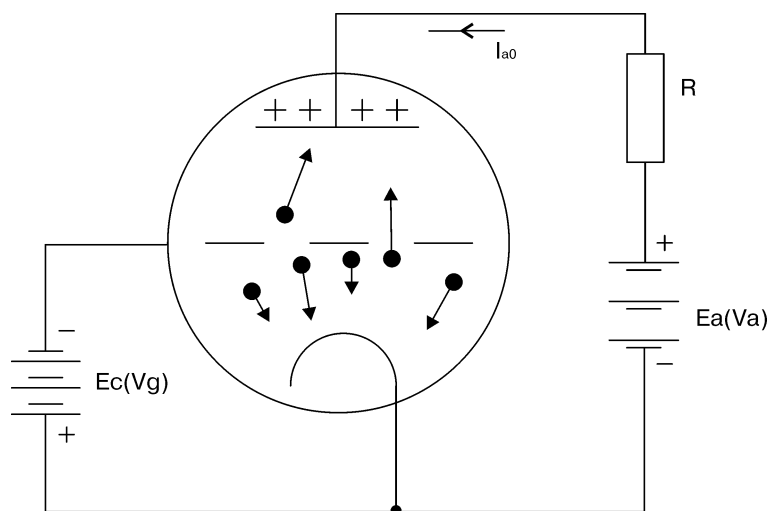 Ia0
+ + + +
R
+
Ea(Va)
−
−
Ec(Vg)
+